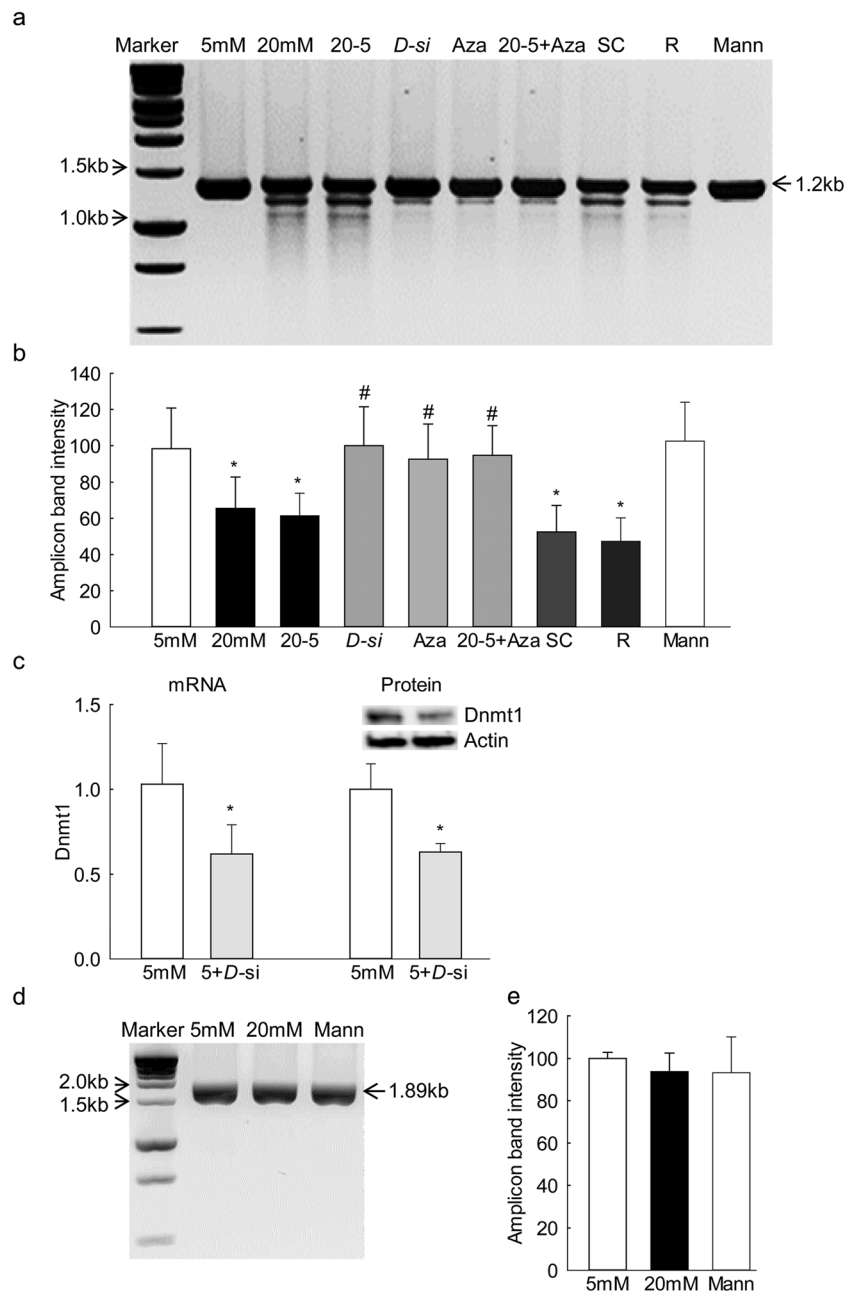 a
Marker 5mM 20mM 20-5 D-si Aza 20-5+Aza SC R Mann
1.5kb
1.2kb
1.0kb
b
Amplicon band intensity
140
120
100
80
60
40
20
0
* * # # # * *
5mM 20mM 20-5 D-si Aza 20-5+Aza SC R Mann
c
mRNA Protein
Dnmt1
Actin
Dnmt1
1.5
1.0
0.5
0.0
* *
5mM 5+D-si 5mM 5+D-si
d
Marker 5mM 20mM Mann
2.0kb
1.5kb
1.89kb
e
Amplicon band intensity
120
100
80
60
40
20
0
5mM 20mM Mann